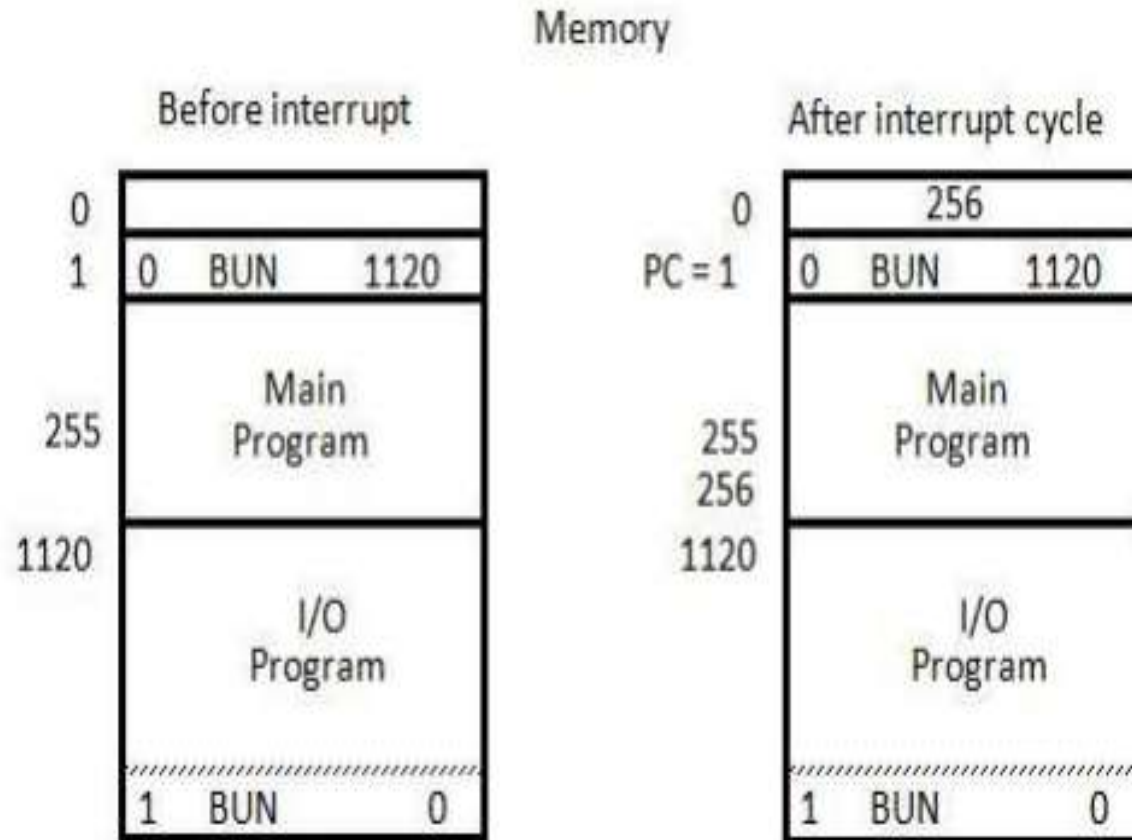 Memory
Before interrupt
0
1 0 BUN 1120
Main
255 Program
1120
I/O
Program
1 BUN 0
After interrupt cycle
0 256
PC = 1 0 BUN 1120
Main
255 Program
256
1120
I/O
Program
1 BUN 0